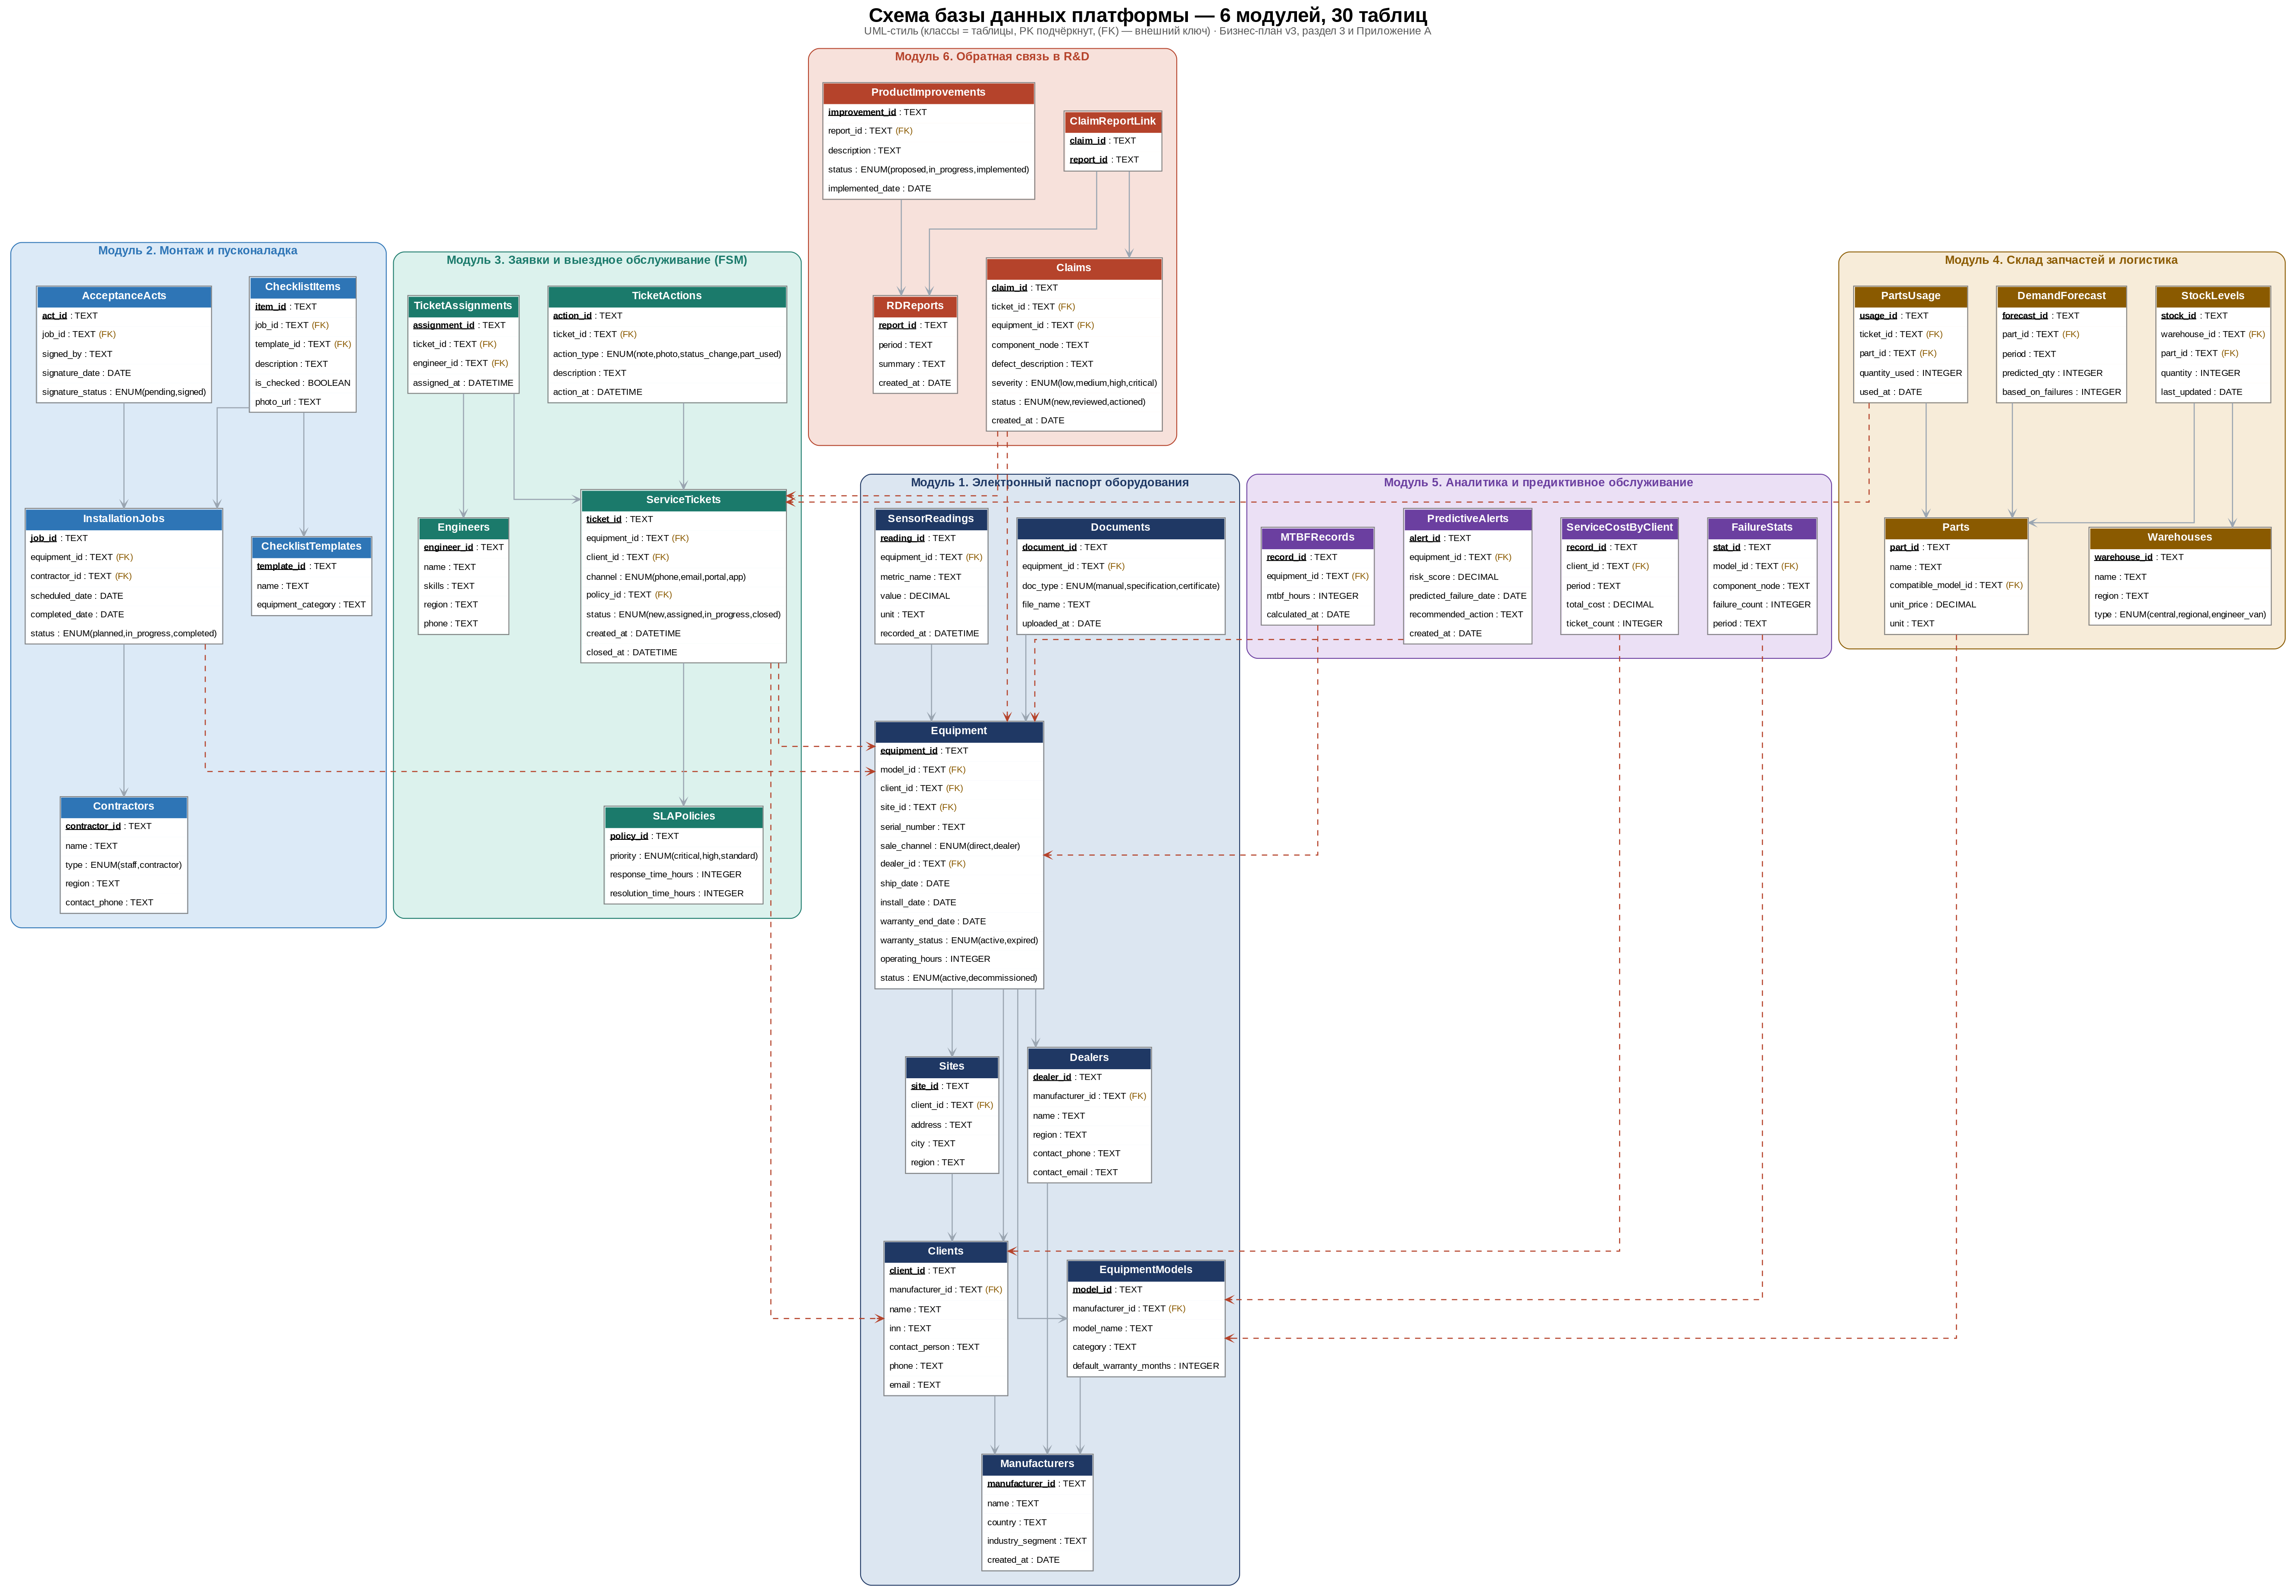 Схема базы данных платформы — 6 модулей, 30 таблиц
UML-стиль (классы = таблицы, PK подчёркнут, (FK) — внешний ключ) · Бизнес-план v3, раздел 3 и Приложение А
Модуль 6. Обратная связь в R&D
ProductImprovements
improvement_id : TEXT
report_id : TEXT (FK)
description : TEXT
status : ENUM(proposed,in_progress,implemented)
implemented_date : DATE
ClaimReportLink
claim_id : TEXT
report_id : TEXT
RDReports
report_id : TEXT
period : TEXT
summary : TEXT
created_at : DATE
Claims
claim_id : TEXT
ticket_id : TEXT (FK)
equipment_id : TEXT (FK)
component_node : TEXT
defect_description : TEXT
severity : ENUM(low,medium,high,critical)
status : ENUM(new,reviewed,actioned)
created_at : DATE
Модуль 2. Монтаж и пусконаладка
AcceptanceActs
act_id : TEXT
job_id : TEXT (FK)
signed_by : TEXT
signature_date : DATE
signature_status : ENUM(pending,signed)
ChecklistItems
item_id : TEXT
job_id : TEXT (FK)
template_id : TEXT (FK)
description : TEXT
is_checked : BOOLEAN
photo_url : TEXT
InstallationJobs
job_id : TEXT
equipment_id : TEXT (FK)
contractor_id : TEXT (FK)
scheduled_date : DATE
completed_date : DATE
status : ENUM(planned,in_progress,completed)
ChecklistTemplates
template_id : TEXT
name : TEXT
equipment_category : TEXT
Contractors
contractor_id : TEXT
name : TEXT
type : ENUM(staff,contractor)
region : TEXT
contact_phone : TEXT
Модуль 3. Заявки и выездное обслуживание (FSM)
TicketAssignments
assignment_id : TEXT
ticket_id : TEXT (FK)
engineer_id : TEXT (FK)
assigned_at : DATETIME
TicketActions
action_id : TEXT
ticket_id : TEXT (FK)
action_type : ENUM(note,photo,status_change,part_used)
description : TEXT
action_at : DATETIME
Engineers
engineer_id : TEXT
name : TEXT
skills : TEXT
region : TEXT
phone : TEXT
ServiceTickets
ticket_id : TEXT
equipment_id : TEXT (FK)
client_id : TEXT (FK)
channel : ENUM(phone,email,portal,app)
policy_id : TEXT (FK)
status : ENUM(new,assigned,in_progress,closed)
created_at : DATETIME
closed_at : DATETIME
SLAPolicies
policy_id : TEXT
priority : ENUM(critical,high,standard)
response_time_hours : INTEGER
resolution_time_hours : INTEGER
Модуль 1. Электронный паспорт оборудования
SensorReadings
reading_id : TEXT
equipment_id : TEXT (FK)
metric_name : TEXT
value : DECIMAL
unit : TEXT
recorded_at : DATETIME
Documents
document_id : TEXT
equipment_id : TEXT (FK)
doc_type : ENUM(manual,specification,certificate)
file_name : TEXT
uploaded_at : DATE
Equipment
equipment_id : TEXT
model_id : TEXT (FK)
client_id : TEXT (FK)
site_id : TEXT (FK)
serial_number : TEXT
sale_channel : ENUM(direct,dealer)
dealer_id : TEXT (FK)
ship_date : DATE
install_date : DATE
warranty_end_date : DATE
warranty_status : ENUM(active,expired)
operating_hours : INTEGER
status : ENUM(active,decommissioned)
Sites
site_id : TEXT
client_id : TEXT (FK)
address : TEXT
city : TEXT
region : TEXT
Dealers
dealer_id : TEXT
manufacturer_id : TEXT (FK)
name : TEXT
region : TEXT
contact_phone : TEXT
contact_email : TEXT
Clients
client_id : TEXT
manufacturer_id : TEXT (FK)
name : TEXT
inn : TEXT
contact_person : TEXT
phone : TEXT
email : TEXT
EquipmentModels
model_id : TEXT
manufacturer_id : TEXT (FK)
model_name : TEXT
category : TEXT
default_warranty_months : INTEGER
Manufacturers
manufacturer_id : TEXT
name : TEXT
country : TEXT
industry_segment : TEXT
created_at : DATE
Модуль 5. Аналитика и предиктивное обслуживание
MTBFRecords
record_id : TEXT
equipment_id : TEXT (FK)
mtbf_hours : INTEGER
calculated_at : DATE
PredictiveAlerts
alert_id : TEXT
equipment_id : TEXT (FK)
risk_score : DECIMAL
predicted_failure_date : DATE
recommended_action : TEXT
created_at : DATE
ServiceCostByClient
record_id : TEXT
client_id : TEXT (FK)
period : TEXT
total_cost : DECIMAL
ticket_count : INTEGER
FailureStats
stat_id : TEXT
model_id : TEXT (FK)
component_node : TEXT
failure_count : INTEGER
period : TEXT
Модуль 4. Склад запчастей и логистика
PartsUsage
usage_id : TEXT
ticket_id : TEXT (FK)
part_id : TEXT (FK)
quantity_used : INTEGER
used_at : DATE
DemandForecast
forecast_id : TEXT
part_id : TEXT (FK)
period : TEXT
predicted_qty : INTEGER
based_on_failures : INTEGER
StockLevels
stock_id : TEXT
warehouse_id : TEXT (FK)
part_id : TEXT (FK)
quantity : INTEGER
last_updated : DATE
Parts
part_id : TEXT
name : TEXT
compatible_model_id : TEXT (FK)
unit_price : DECIMAL
unit : TEXT
Warehouses
warehouse_id : TEXT
name : TEXT
region : TEXT
type : ENUM(central,regional,engineer_van)